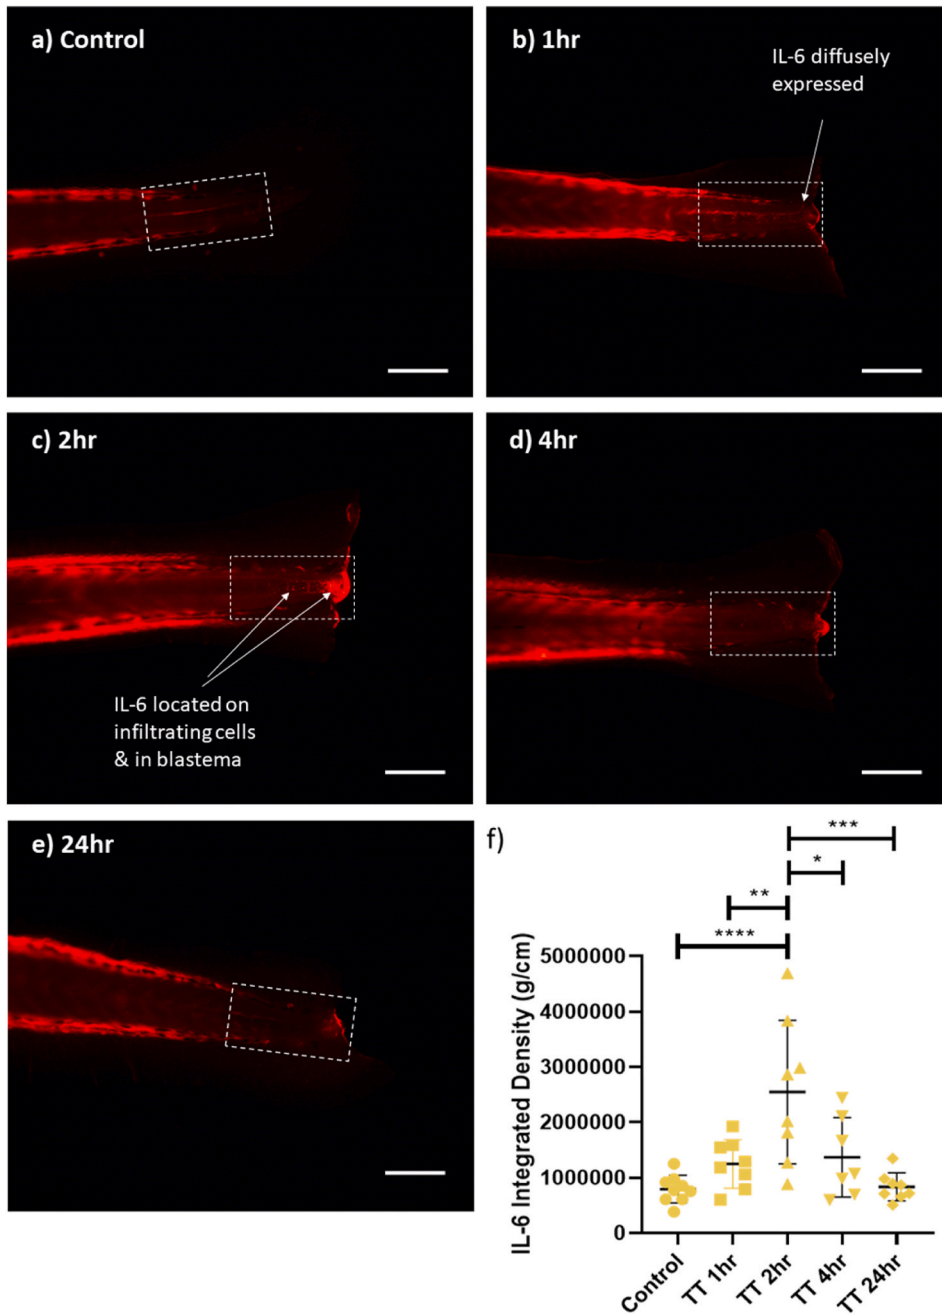 a) Control
b) 1hr
IL-6 diffusely
expressed
c) 2hr
IL-6 located on
infiltrating cells
& in blastema
d) 4hr
e) 24hr
f)
***
*
**
****
IL-6 Integrated Density (g/cm)
5000000
4000000
3000000
2000000
1000000
0
Control
TT 1hr
TT 2hr
TT 4hr
TT 24hr